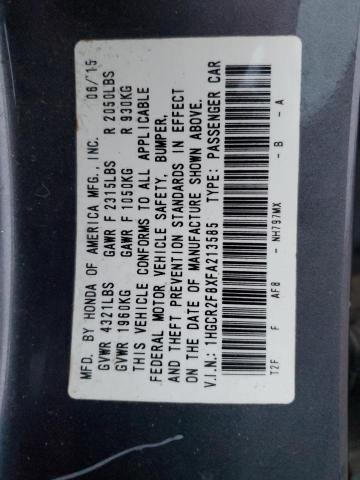 MFD. BY HONDA OF AMERICA MFG., INC. 06/15
GVWR 4321LBS GAWR F 2315LBS R 2050LBS
GVWR 1960KG GAWR F 1050KG R 930KG
THIS VEHICLE CONFORMS TO ALL APPLICABLE
FEDERAL MOTOR VEHICLE SAFETY, BUMPER,
AND THEFT PREVENTION STANDARDS IN EFFECT
ON THE DATE OF MANUFACTURE SHOWN ABOVE.
V.I.N.: 1HGCR2F8XFA213585 TYPE: PASSENGER CAR
T2F F AF8 - NH797MX - B - A